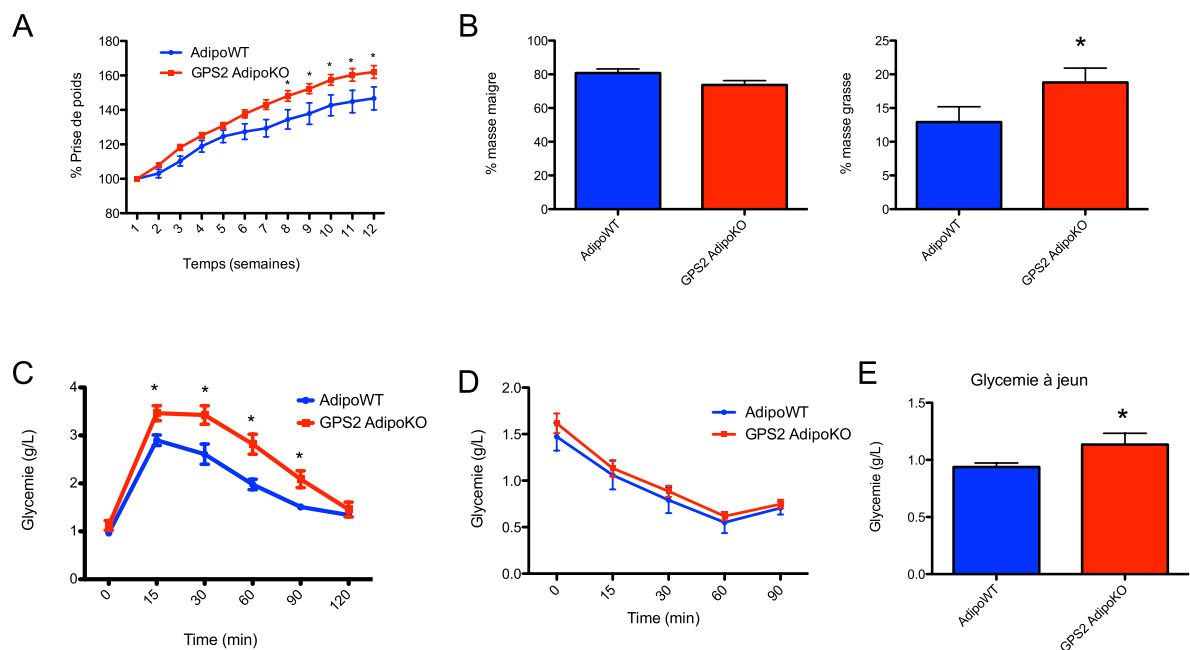 A
180
160
140
120
100
80
% Prise de poids
AdipoWT
GPS2 AdipoKO
* * * * *
1 2 3 4 5 6 7 8 9 10 11 12
Temps (semaines)
B
100
80
60
40
20
0
% masse maigre
AdipoWT
GPS2 AdipoKO
25
20
15
10
5
0
% masse grasse
*
AdipoWT
GPS2 AdipoKO
C
4
3
2
1
0
Glycemie (g/L)
* * * *
AdipoWT
GPS2 AdipoKO
0 15 30 60 90 120
Time (min)
D
2.0
1.5
1.0
0.5
0.0
Glycemie (g/L)
AdipoWT
GPS2 AdipoKO
0 15 30 60 90
Time (min)
E
Glycemie à jeun
1.5
1.0
0.5
0.0
Glycemie (g/L)
*
AdipoWT
GPS2 AdipoKO